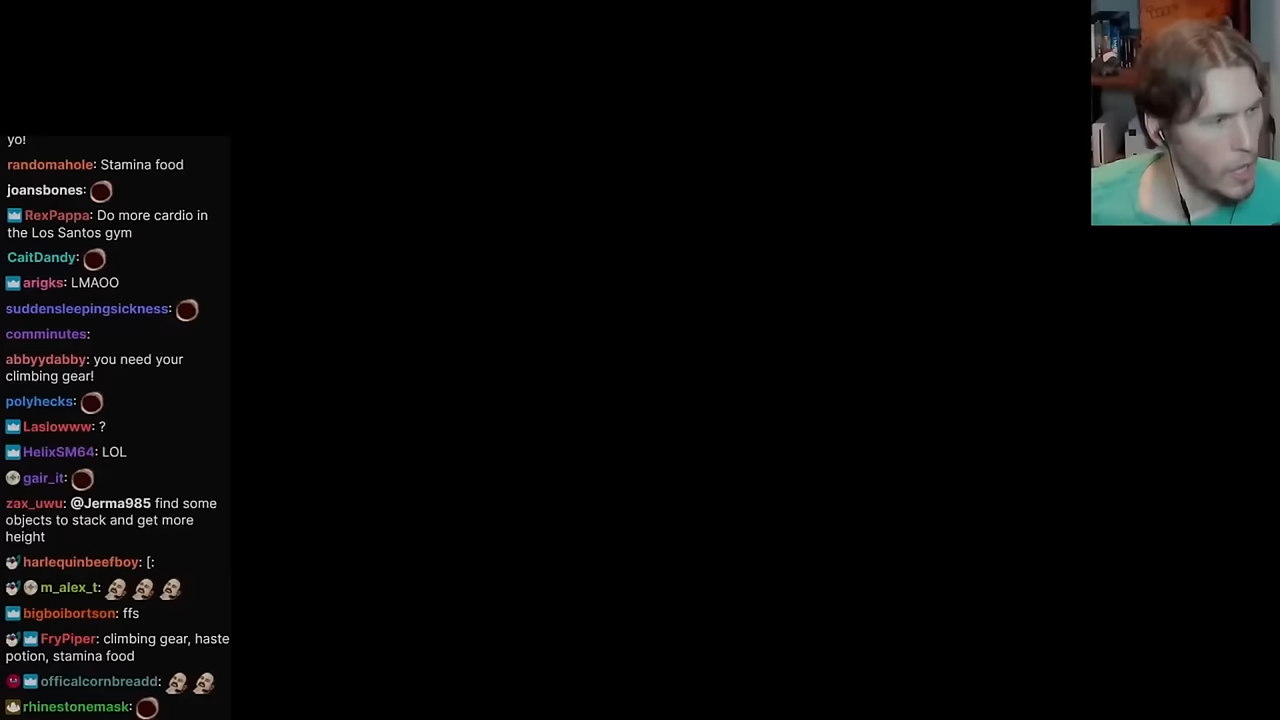 yo!
randomahole: Stamina food
joansbones:
RexPappa: Do more cardio in
the Los Santos gym
CaitDandy:
arigks: LMAOO
suddensleepingsickness:
comminutes:
abbyydabby: you need your
climbing gear!
polyhecks:
Laslowww: ?
HelixSM64: LOL
gair_it:
zax_uwu: @Jerma985 find some
objects to stack and get more
height
harlequinbeefboy: [:
m_alex_t:
bigboibortson: ffs
FryPiper: climbing gear, haste
potion, stamina food
officalcornbreadd:
rhinestonemask: